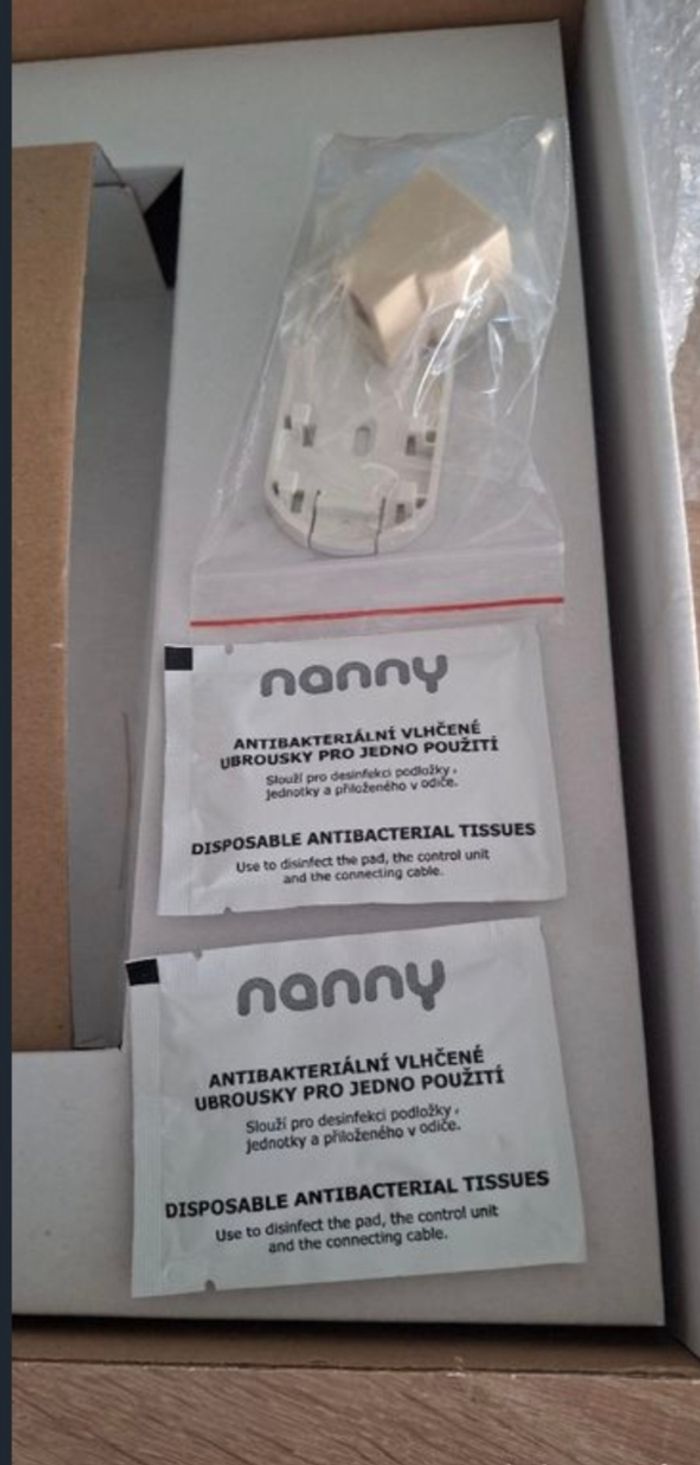 nanny
ANTIBAKTERIÁLNÍ VLHČENÉ
UBROUSKY PRO JEDNO POUŽITÍ
Slouží pro desinfekci podložky,
jednotky a přiloženého v odiče.
DISPOSABLE ANTIBACTERIAL TISSUES
Use to disinfect the pad, the control unit
and the connecting cable.
nanny
ANTIBAKTERIÁLNÍ VLHČENÉ
UBROUSKY PRO JEDNO POUŽITÍ
Slouží pro desinfekci podložky,
jednotky a přiloženého v odiče.
DISPOSABLE ANTIBACTERIAL TISSUES
Use to disinfect the pad, the control unit
and the connecting cable.